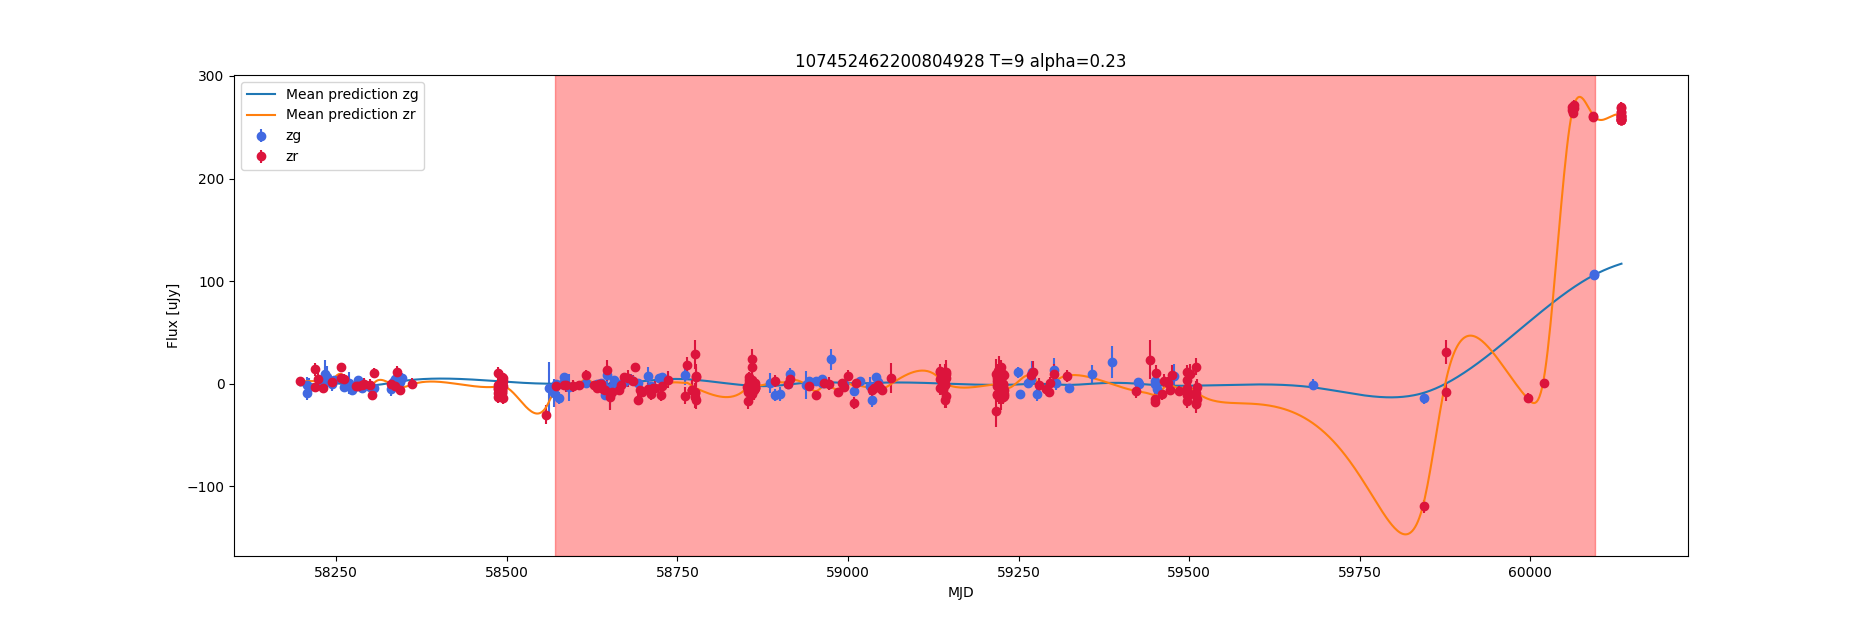 107452462200804928 T=9 alpha=0.23
Mean prediction zg
Mean prediction zr
zg
zr
300
200
100
0
−100
Flux [uJy]
58250
58500
58750
59000
59250
59500
59750
60000
MJD